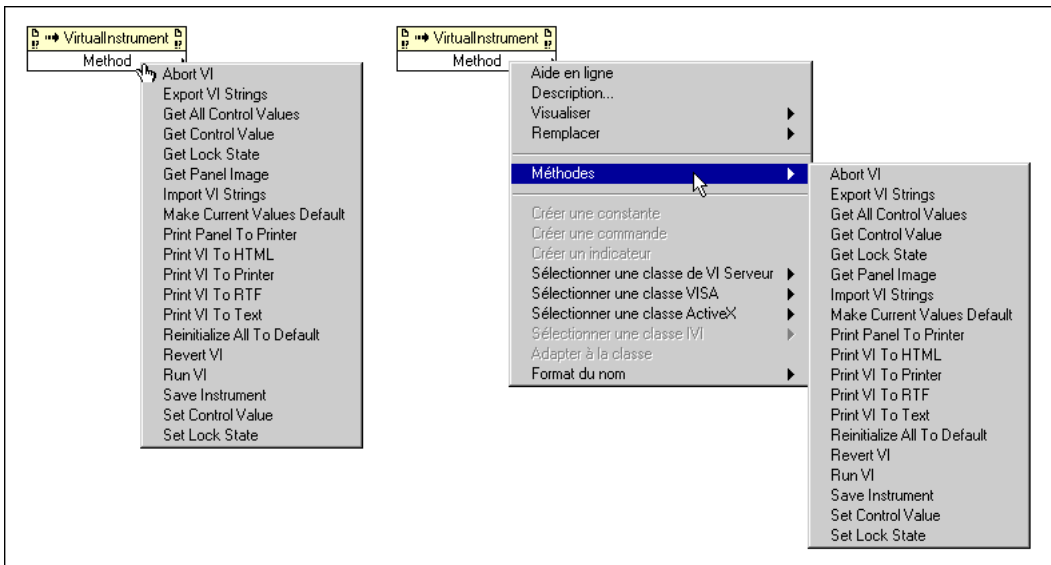 VirtualInstrument
Method
Abort VI
Export VI Strings
Get All Control Values
Get Control Value
Get Lock State
Get Panel Image
Import VI Strings
Make Current Values Default
Print Panel To Printer
Print VI To HTML
Print VI To Printer
Print VI To RTF
Print VI To Text
Reinitialize All To Default
Revert VI
Run VI
Save Instrument
Set Control Value
Set Lock State
VirtualInstrument
Method
Aide en ligne
Description...
Visualiser
Remplacer
Méthodes
Créer une constante
Créer une commande
Créer un indicateur
Sélectionner une classe de VI Serveur
Sélectionner une classe VISA
Sélectionner une classe ActiveX
Sélectionner une classe IVI
Adapter à la classe
Format du nom
Abort VI
Export VI Strings
Get All Control Values
Get Control Value
Get Lock State
Get Panel Image
Import VI Strings
Make Current Values Default
Print Panel To Printer
Print VI To HTML
Print VI To Printer
Print VI To RTF
Print VI To Text
Reinitialize All To Default
Revert VI
Run VI
Save Instrument
Set Control Value
Set Lock State